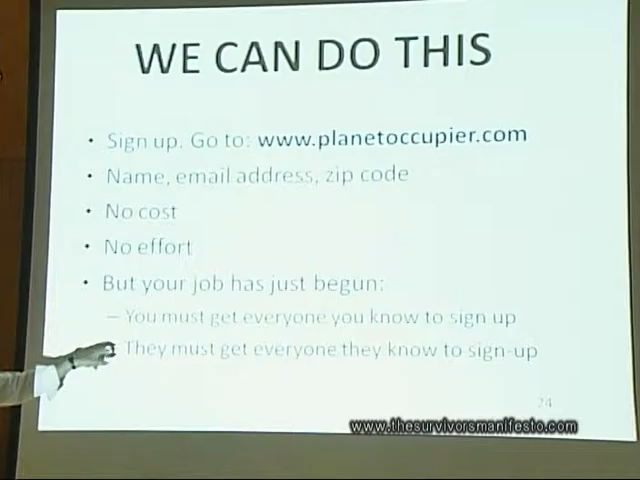 WE CAN DO THIS
• Sign up. Go to: www.planetoccupier.com
• Name, email address, zip code
• No cost
• No effort
• But your job has just begun:
– You must get everyone you know to sign up
They must get everyone they know to sign-up
24
www.thesurvivorsmanifesto.com